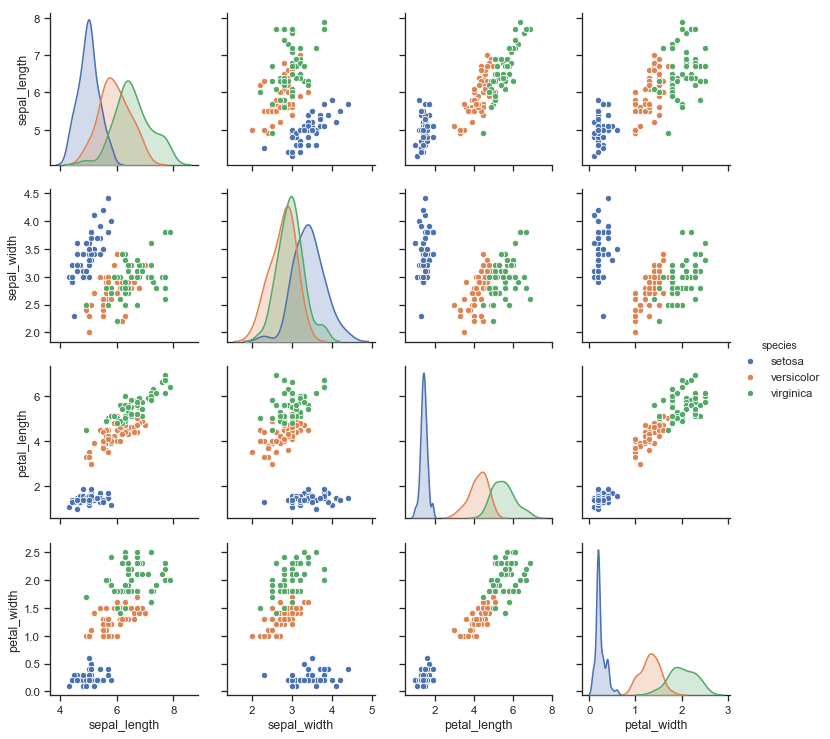 8
7
6
5
sepal_length
4.5
4.0
3.5
3.0
2.5
2.0
sepal_width
species
setosa
versicolor
virginica
6
4
2
petal_length
2.5
2.0
1.5
1.0
0.5
0.0
petal_width
4 6 8
sepal_length
2 3 4 5
sepal_width
2 4 6 8
petal_length
0 1 2 3
petal_width